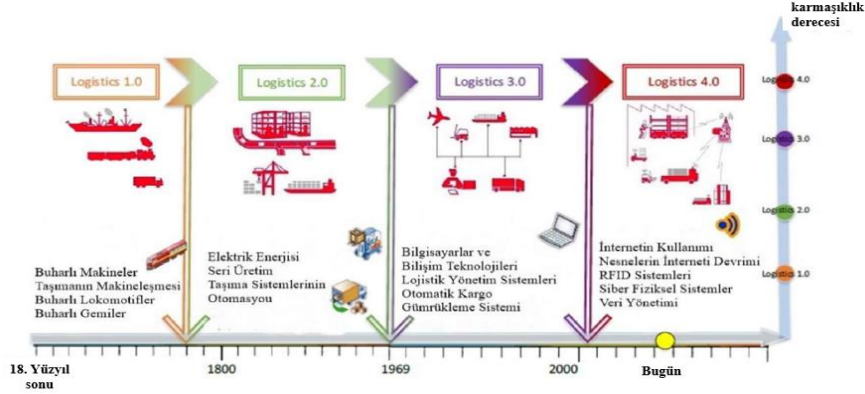 karmaşıklık
derecesi
Logistics 1.0
Logistics 2.0
Logistics 3.0
Logistics 4.0
Logistics 4.0
Logistics 3.0
Logistics 2.0
Logistics 1.0
Buharlı Makineler
Taşımanın Makineleşmesi
Buharlı Lokomotifler
Buharlı Gemiler
Elektrik Enerjisi
Seri Üretim
Taşıma Sistemlerinin
Otomasyou
Bilgisayarlar ve
Bilişim Teknolojileri
Lojistik Yönetim Sistemleri
Otomatik Kargo
Gümrükleme Sistemi
İnternetin Kullanımı
Nesnelerin İnterneti Devrimi
RFID Sistemleri
Siber Fiziksel Sistemler
Veri Yönetimi
18. Yüzyıl
sonu
1800
1969
2000
Bugün